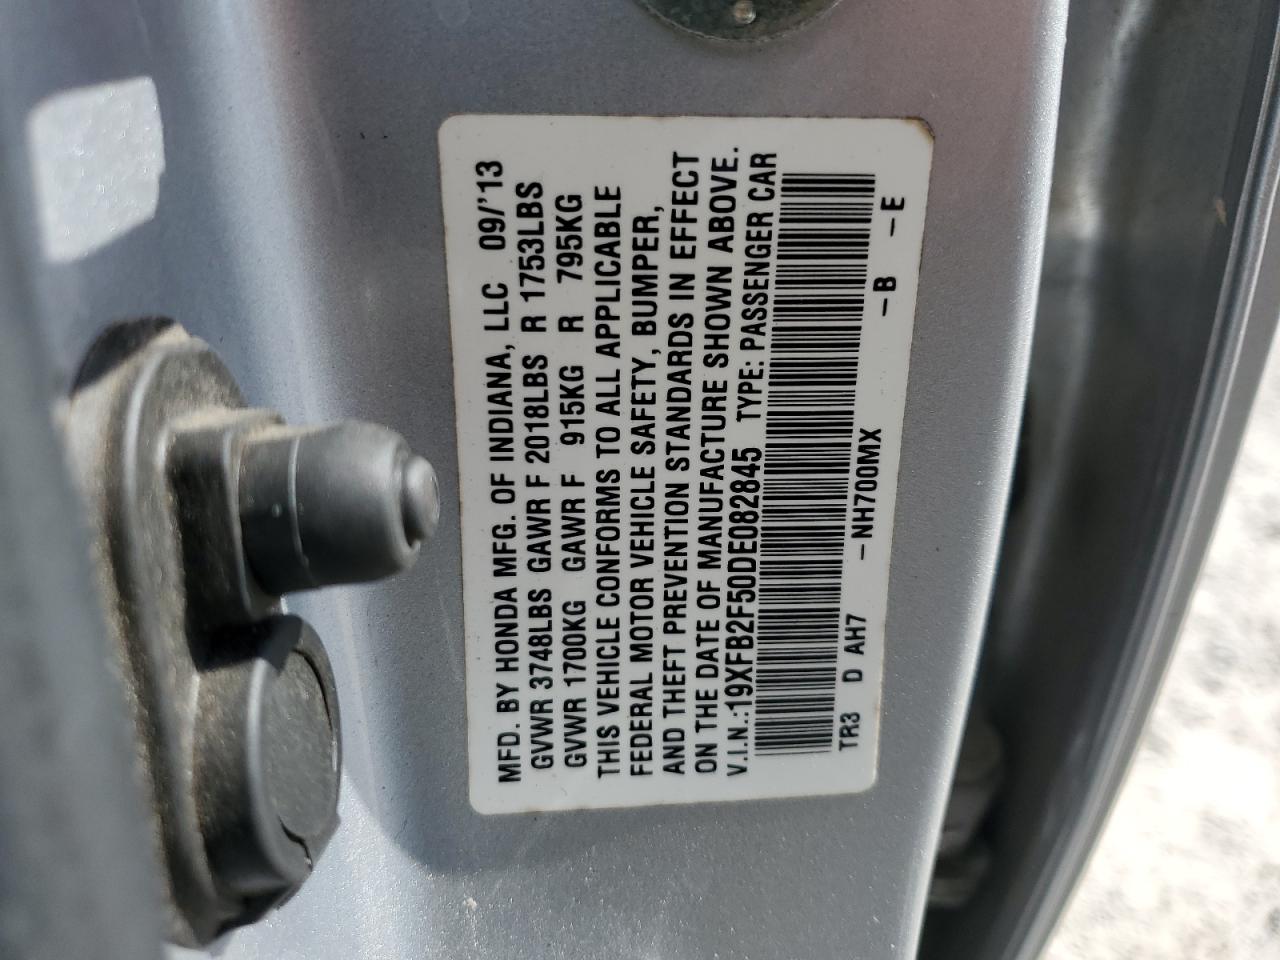 MFD. BY HONDA MFG. OF INDIANA, LLC 09/'13
GVWR 3748LBS GAWR F 2018LBS R 1753LBS
GVWR 1700KG GAWR F 915KG R 795KG
THIS VEHICLE CONFORMS TO ALL APPLICABLE
FEDERAL MOTOR VEHICLE SAFETY, BUMPER,
AND THEFT PREVENTION STANDARDS IN EFFECT
ON THE DATE OF MANUFACTURE SHOWN ABOVE.
V.I.N.:19XFB2F50DE082845 TYPE: PASSENGER CAR
TR3 D AH7 –NH700MX –B –E